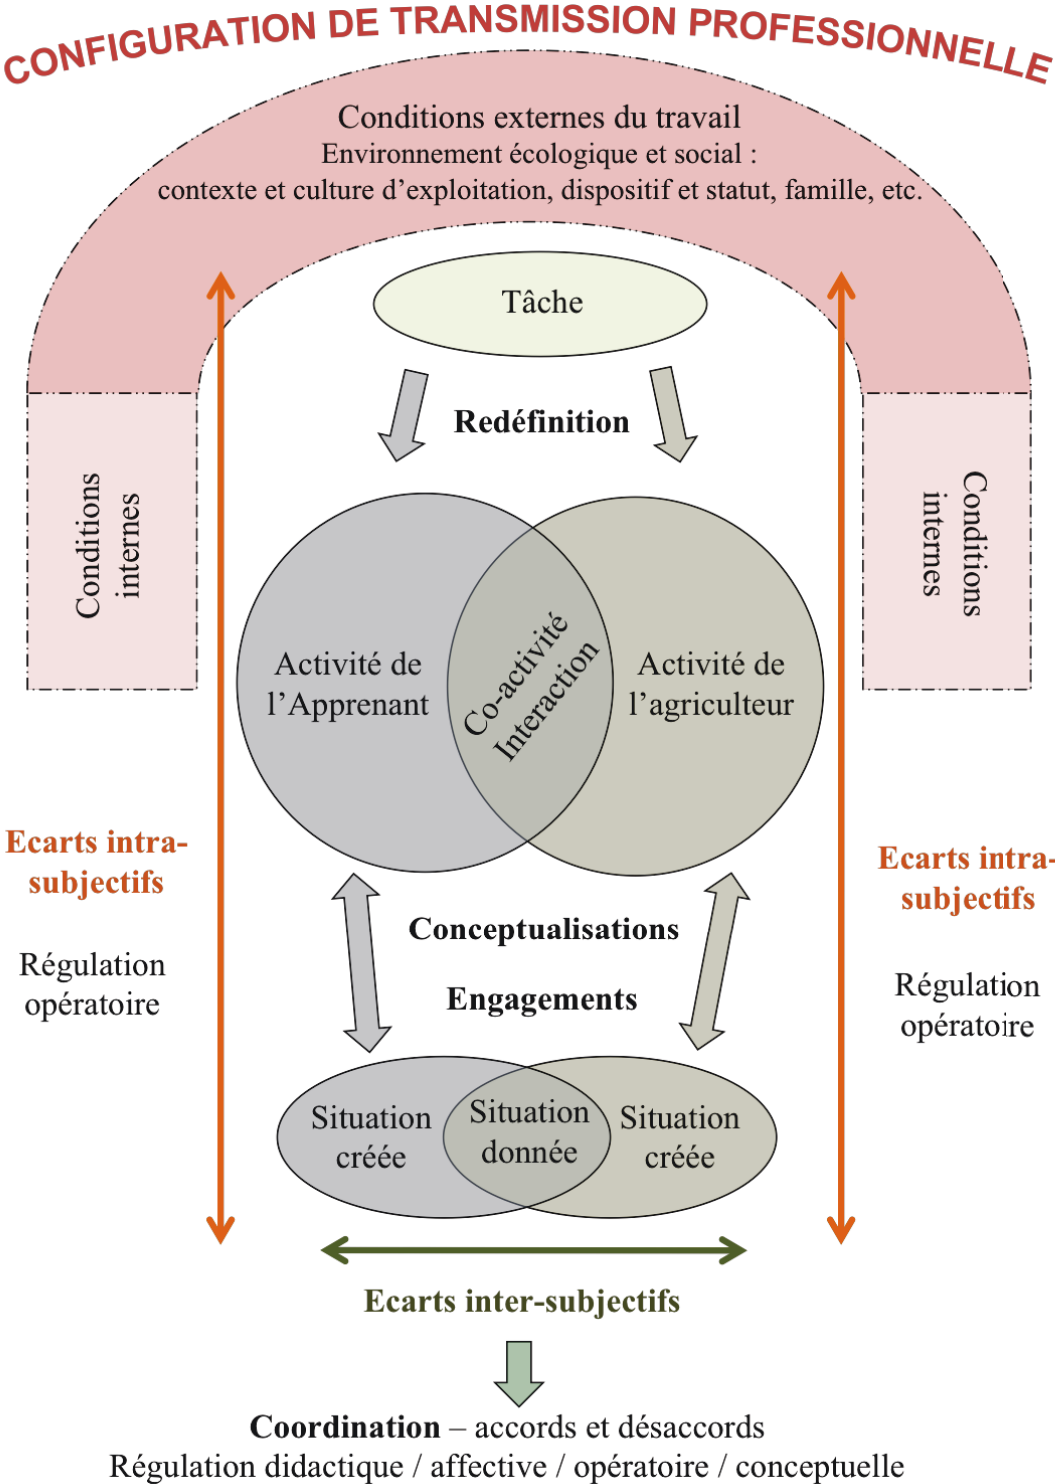 CONFIGURATION DE TRANSMISSION PROFESSIONNELLE
Conditions externes du travail
Environnement écologique et social :
contexte et culture d’exploitation, dispositif et statut, famille, etc.
Tâche
Redéfinition
Conditions
internes
Conditions
internes
Activité de
l’Apprenant
Co-activité
Interaction
Activité de
l’agriculteur
Ecarts intra-
subjectifs
Régulation
opératoire
Ecarts intra-
subjectifs
Régulation
opératoire
Conceptualisations
Engagements
Situation
créée
Situation
donnée
Situation
créée
Ecarts inter-subjectifs
Coordination – accords et désaccords
Régulation didactique / affective / opératoire / conceptuelle